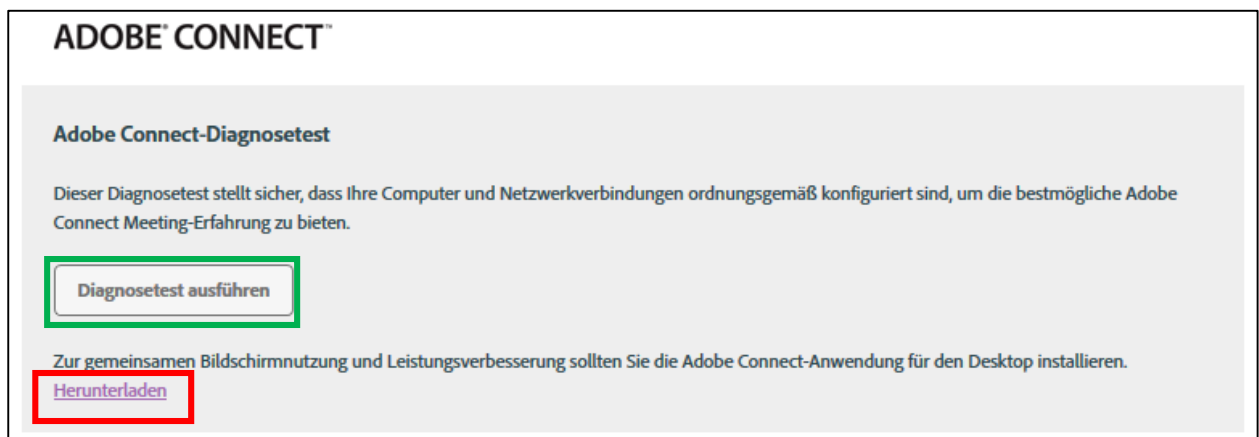 ADOBE® CONNECT™
Adobe Connect-Diagnosetest
Dieser Diagnosetest stellt sicher, dass Ihre Computer und Netzwerkverbindungen ordnungsgemäß konfiguriert sind, um die bestmögliche Adobe
Connect Meeting-Erfahrung zu bieten.
Diagnosetest ausführen
Zur gemeinsamen Bildschirmnutzung und Leistungsverbesserung sollten Sie die Adobe Connect-Anwendung für den Desktop installieren.
Herunterladen